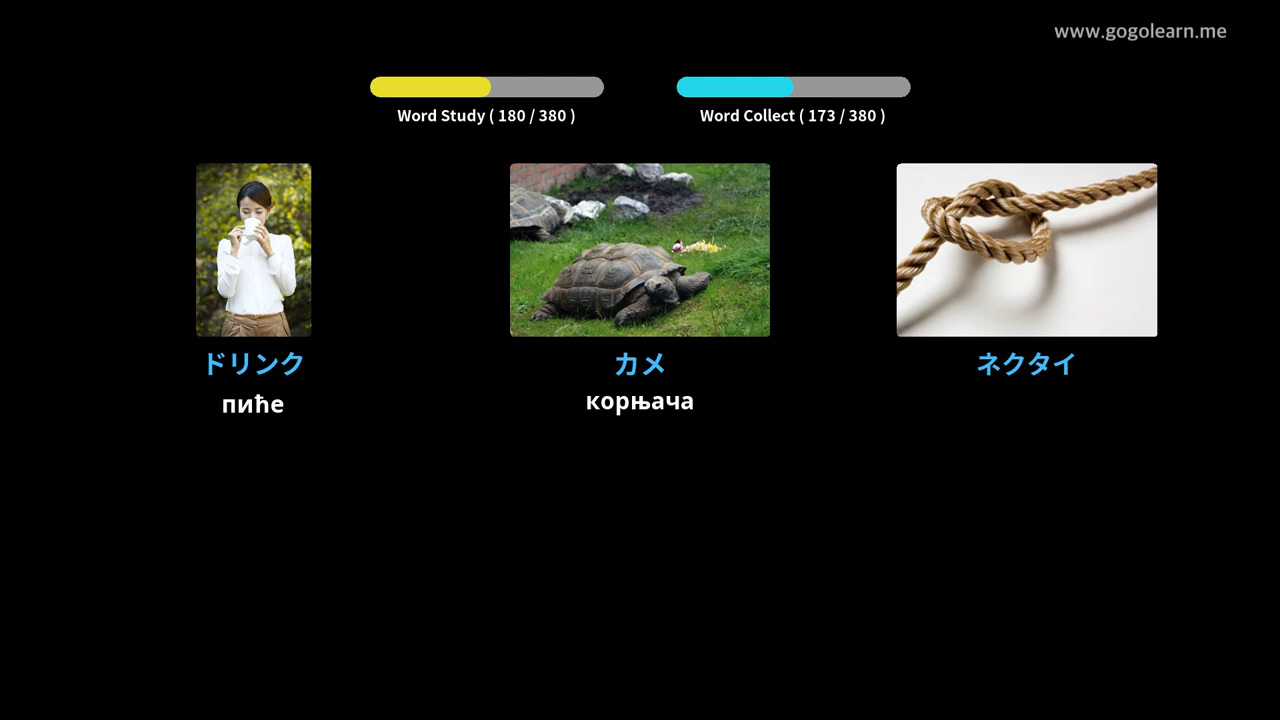 www.gogolearn.me
Word Study ( 180 / 380 )
Word Collect ( 173 / 380 )
ドリンク
カメ
ネクタイ
пиће
корњача